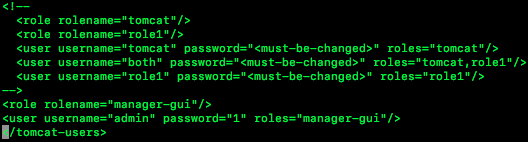 <!--
  <role rolename="tomcat"/>
  <role rolename="role1"/>
  <user username="tomcat" password="<must-be-changed>" roles="tomcat"/>
  <user username="both" password="<must-be-changed>" roles="tomcat,role1"/>
  <user username="role1" password="<must-be-changed>" roles="role1"/>
-->
<role rolename="manager-gui"/>
<user username="admin" password="1" roles="manager-gui"/>
</tomcat-users>